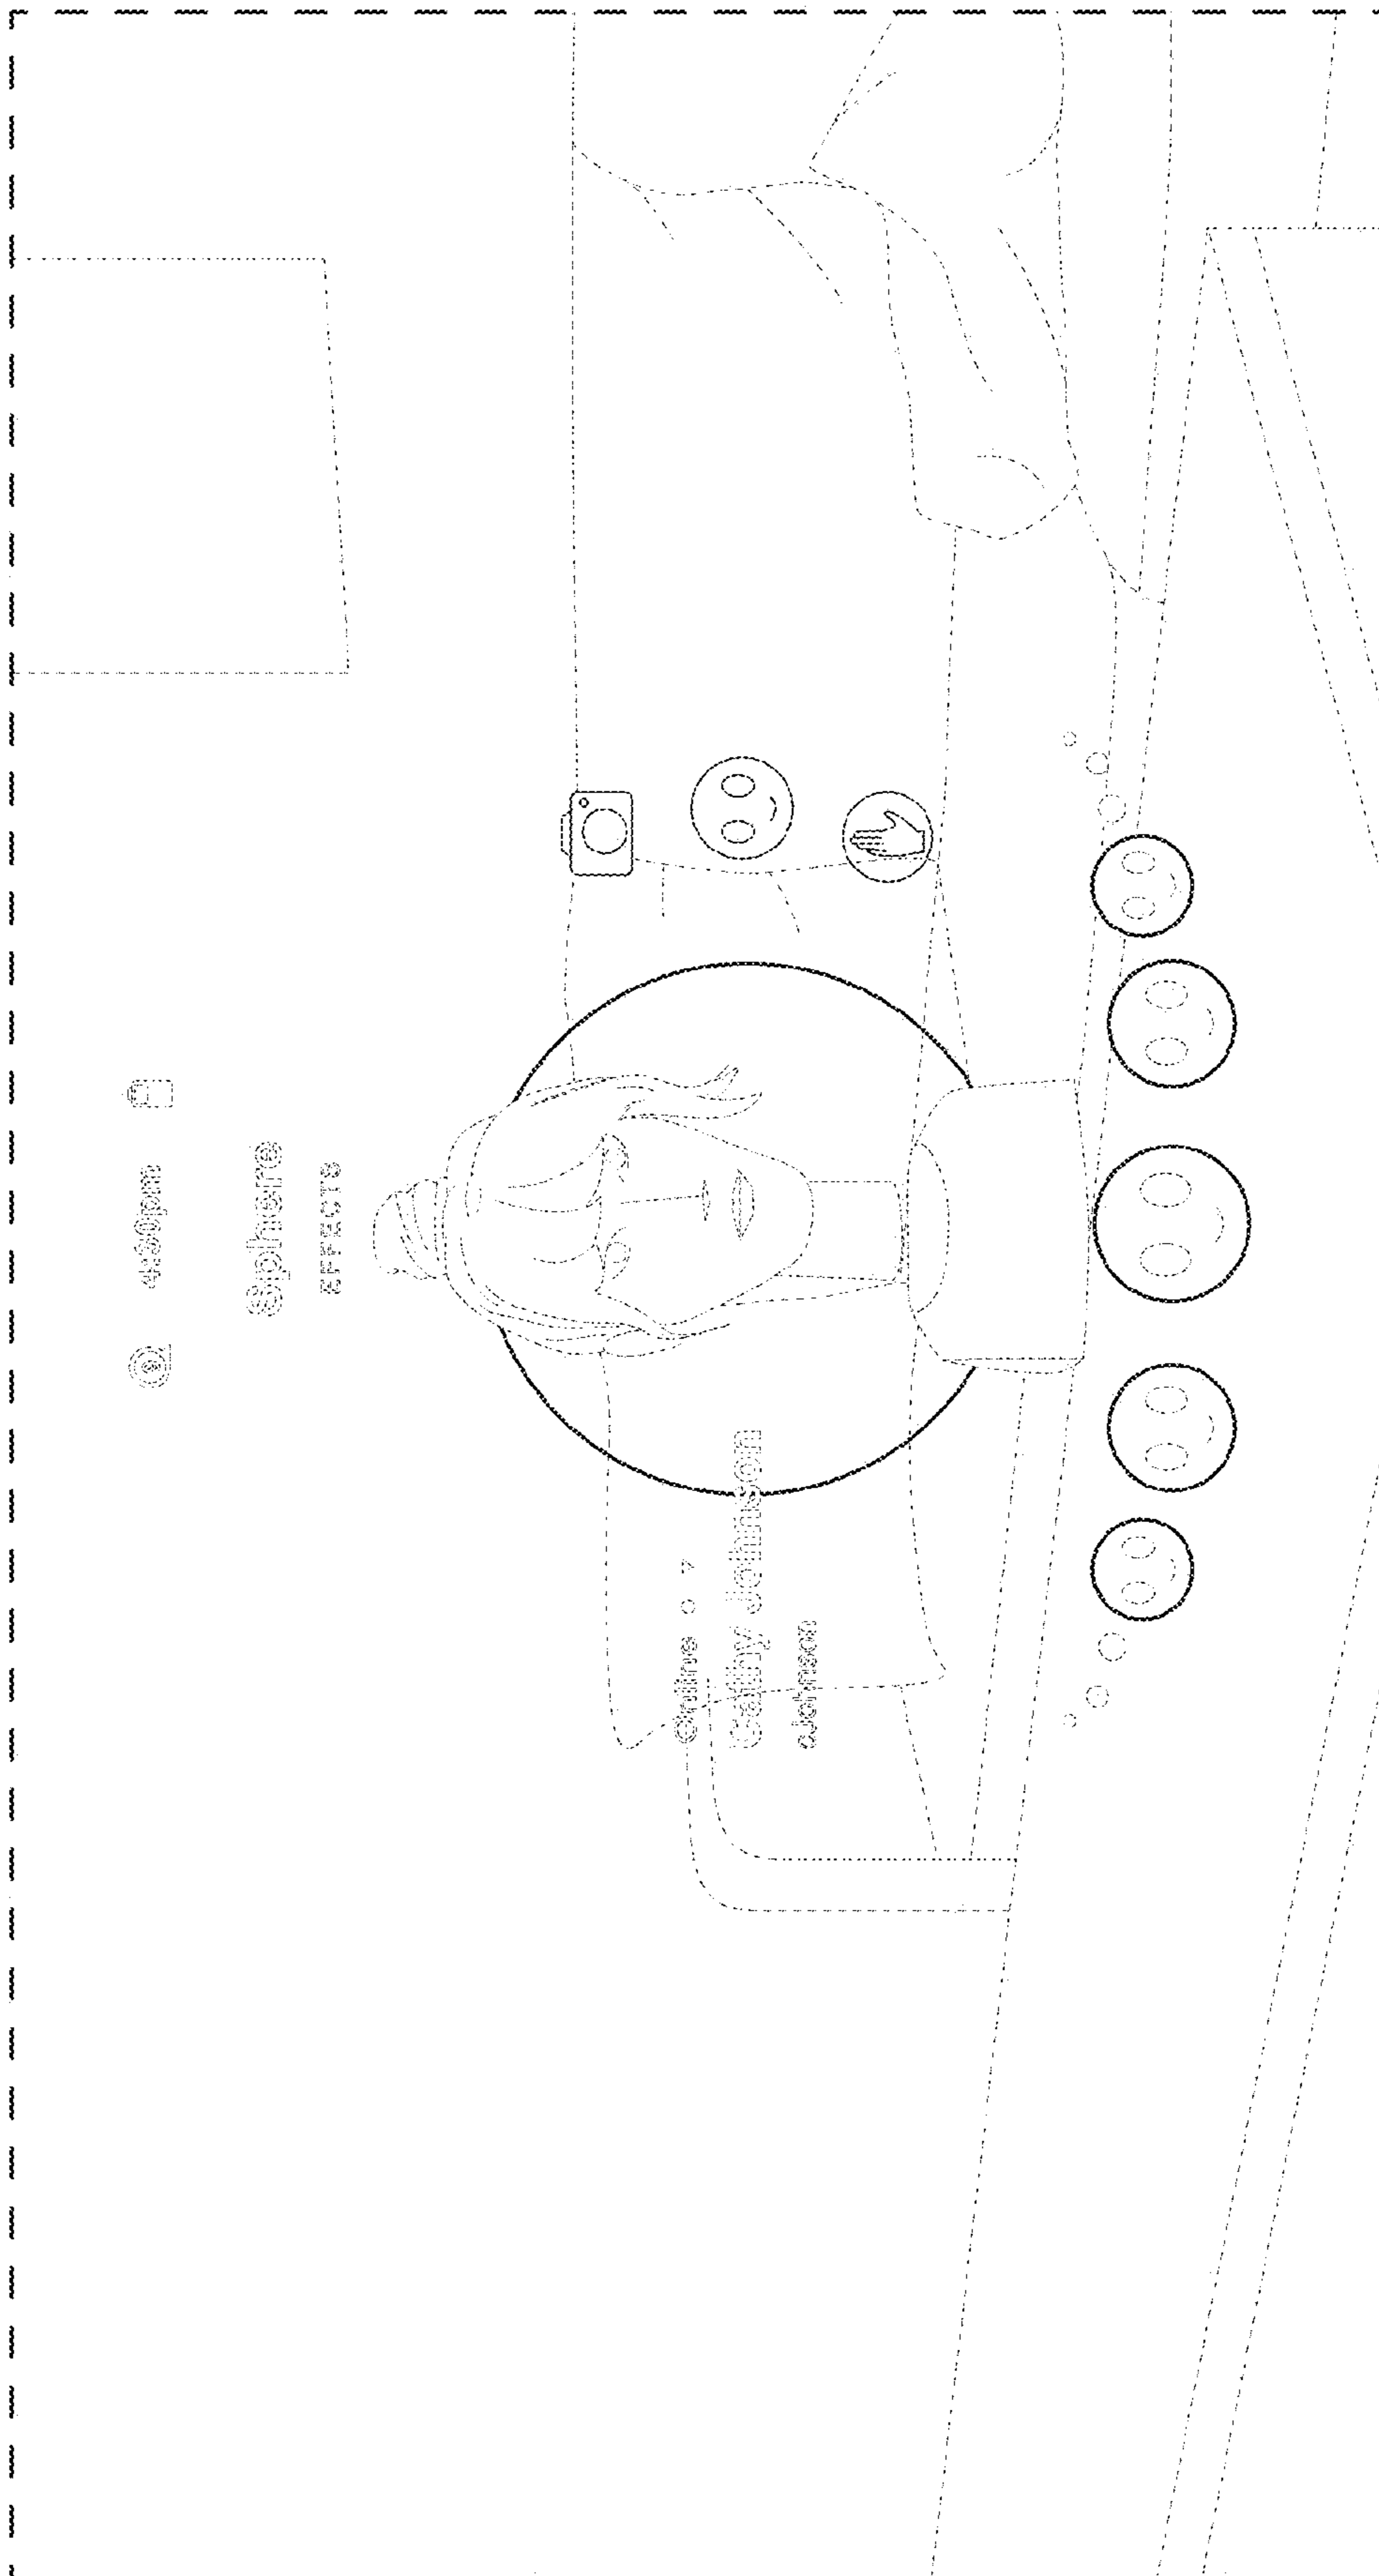 4:30pm
Sphere
EFFECTS
Online
Cathy Johnson
cJohnson